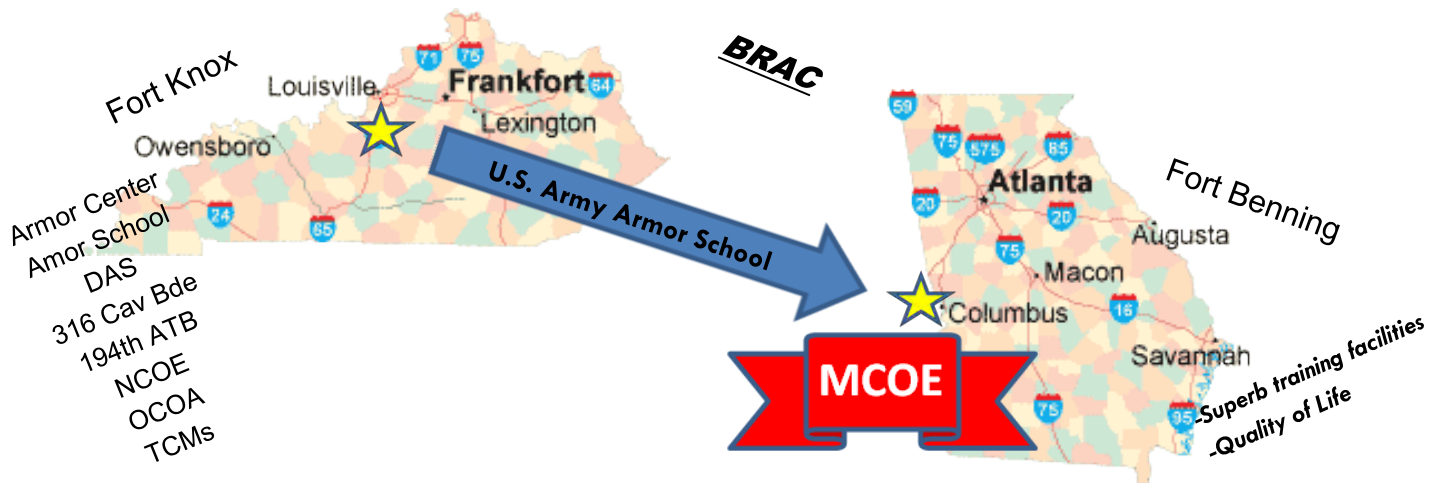 BRAC
Fort Knox
71
75
Louisville
Frankfort
64
Lexington
Owensboro
24
65
Armor Center
Amor School
DAS
316 Cav Bde
194th ATB
NCOE
OCOA
TCMs
U.S. Army Armor School
59
75
575
85
Atlanta
20
20
Fort Benning
Augusta
75
Macon
Columbus
16
Savannah
MCOE
75
95
-Superb training facilities
-Quality of Life